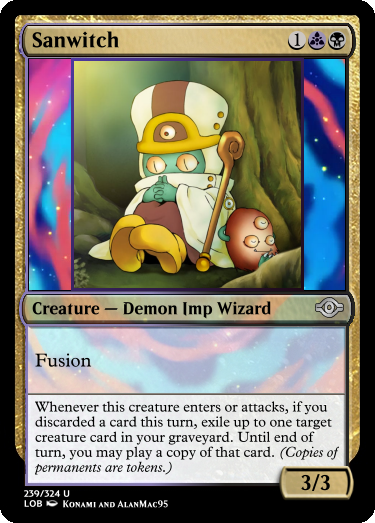 Sanwitch
1
Creature — Demon Imp Wizard
Fusion
Whenever this creature enters or attacks, if you
discarded a card this turn, exile up to one target
creature card in your graveyard. Until end of
turn, you may play a copy of that card. (Copies of
permanents are tokens.)
3/3
239/324 U
LOB KONAMI AND ALANMAC95